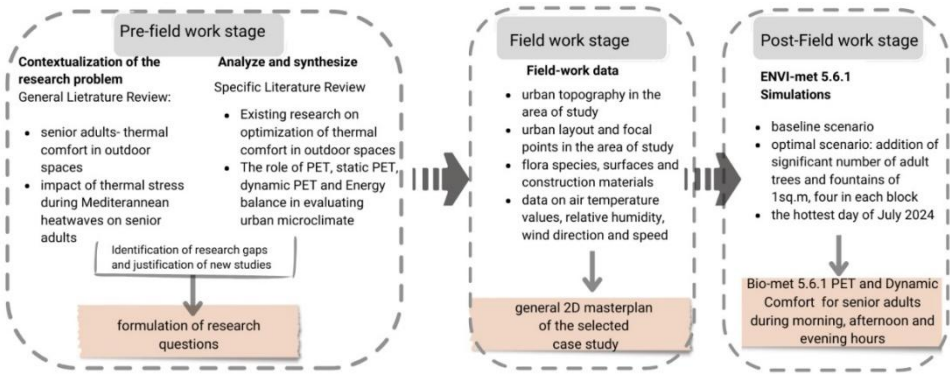 Pre-field work stage
Contextualization of the
research problem
General Lietrature Review:
• senior adults- thermal
comfort in outdoor
spaces
• impact of thermal stress
during Mediterannean
heatwaves on senior
adults
Analyze and synthesize
Specific Literature Review
• Existing research on
optimization of thermal
comfort in outdoor spaces
• The role of PET, static PET,
dynamic PET and Energy
balance in evaluating
urban microclimate
Identification of research gaps
and justification of new studies
formulation of research
questions
Field work stage
Field-work data
• urban topography in the
area of study
• urban layout and focal
points in the area of study
• flora species, surfaces and
construction materials
• data on air temperature
values, relative humidity,
wind direction and speed
general 2D masterplan
of the selected
case study
Post-Field work stage
ENVI-met 5.6.1
Simulations
• baseline scenario
• optimal scenario: addition of
significant number of adult
trees and fountains of
1sq.m, four in each block
• the hottest day of July 2024
Bio-met 5.6.1 PET and Dynamic
Comfort for senior adults
during morning, afternoon and
evening hours